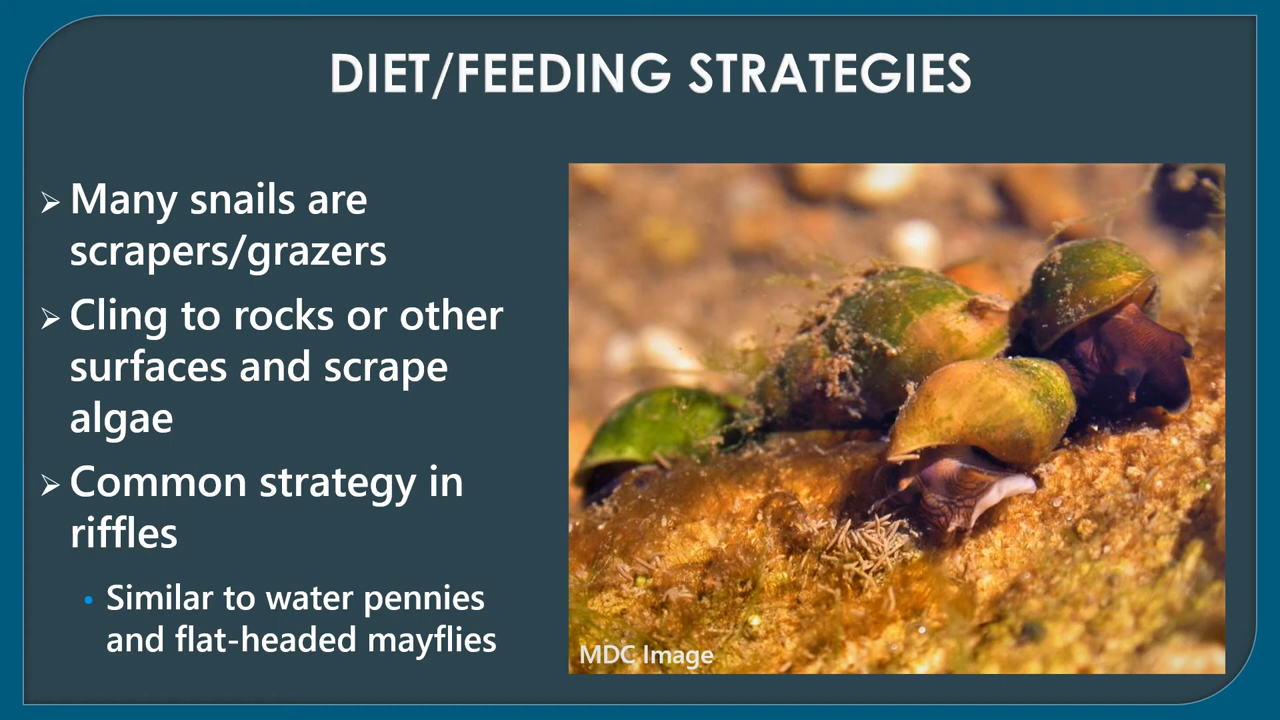 DIET/FEEDING STRATEGIES
➢ Many snails are
scrapers/grazers
➢ Cling to rocks or other
surfaces and scrape
algae
➢ Common strategy in
riffles
• Similar to water pennies
and flat-headed mayflies
MDC Image